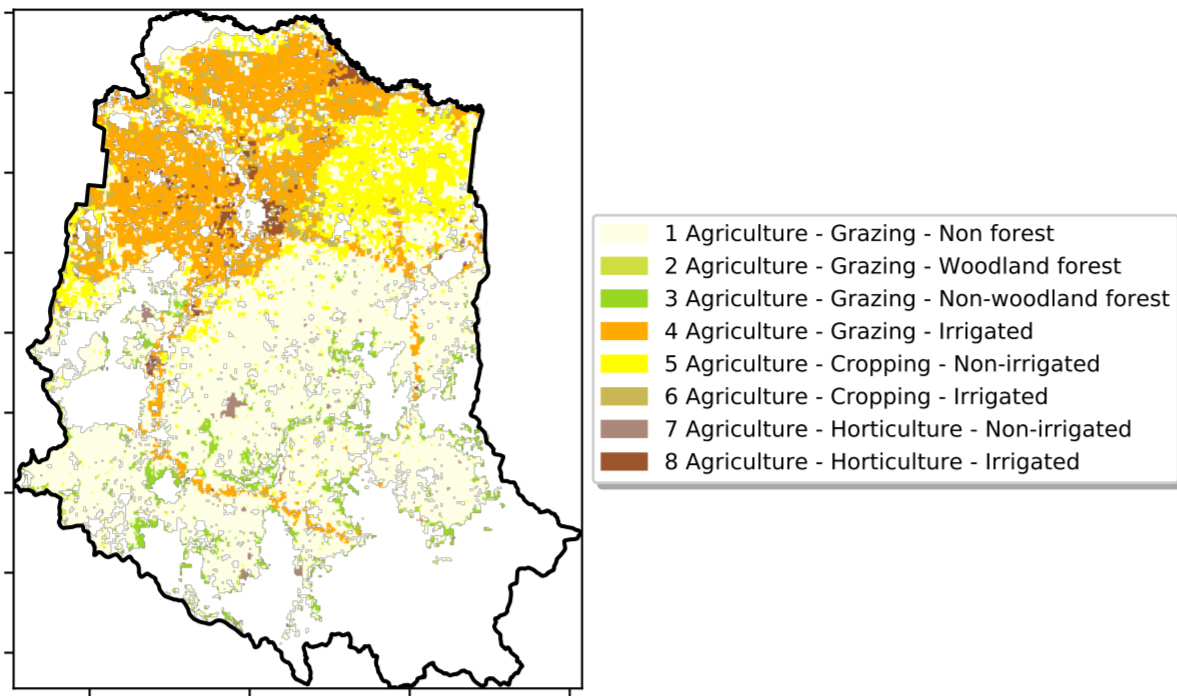 1 Agriculture - Grazing - Non forest
2 Agriculture - Grazing - Woodland forest
3 Agriculture - Grazing - Non-woodland forest
4 Agriculture - Grazing - Irrigated
5 Agriculture - Cropping - Non-irrigated
6 Agriculture - Cropping - Irrigated
7 Agriculture - Horticulture - Non-irrigated
8 Agriculture - Horticulture - Irrigated